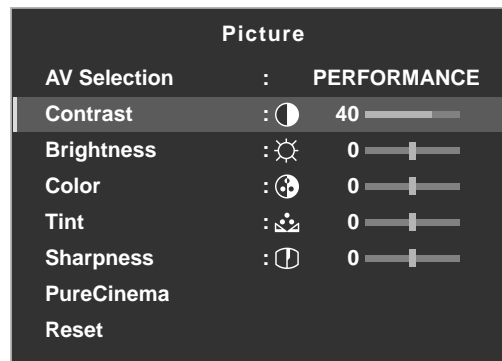 Picture
AV Selection : PERFORMANCE
Contrast : 40
Brightness : 0
Color : 0
Tint : 0
Sharpness : 0
PureCinema
Reset